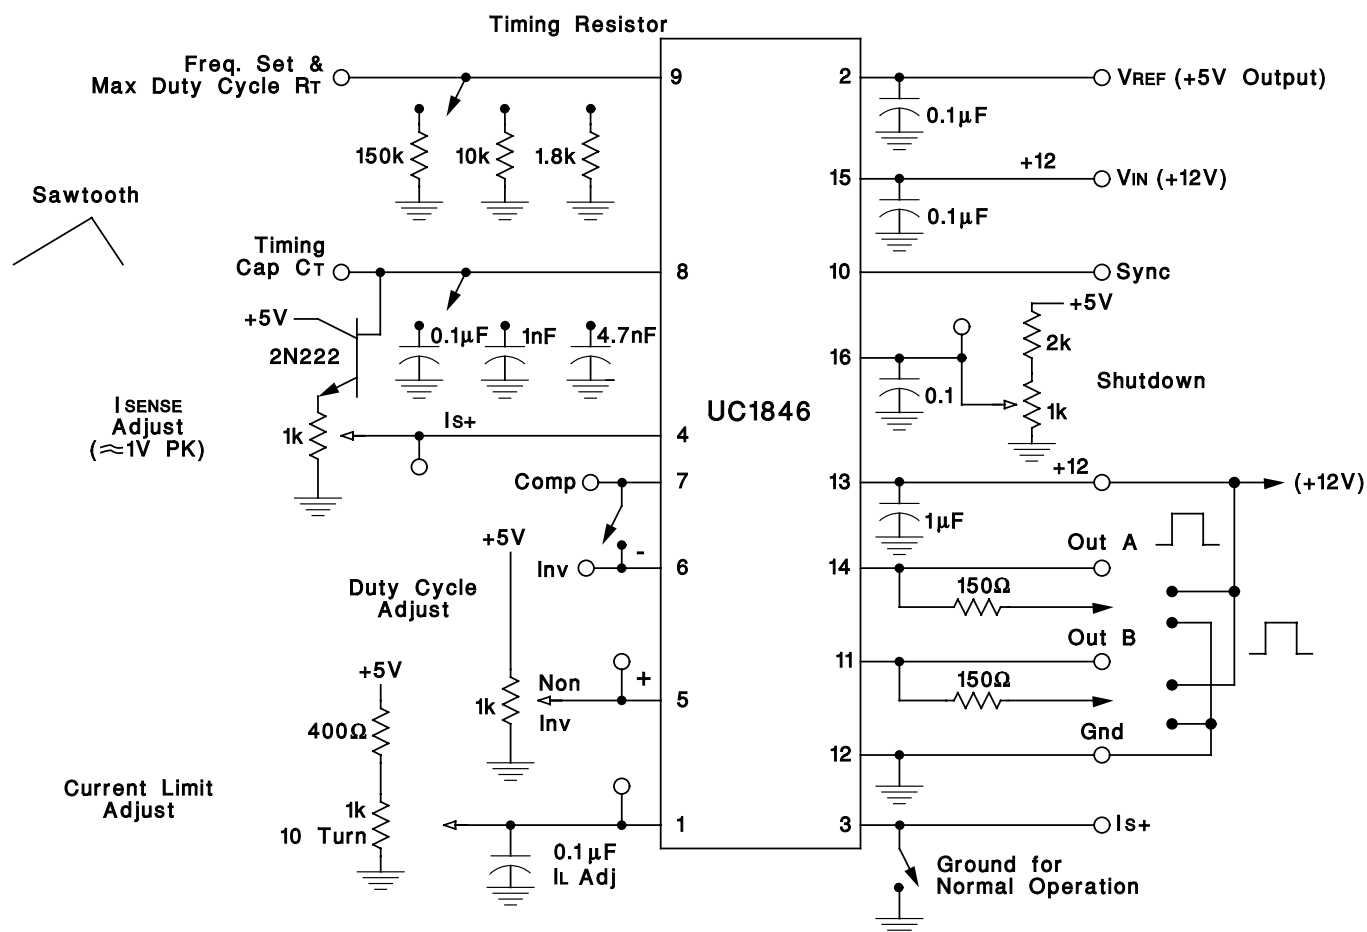 Timing Resistor
Freq. Set &
Max Duty Cycle RT
9
150k
10k
1.8k
Sawtooth
Timing
Cap CT
8
+5V
2N222
0.1μF
1nF
4.7nF
ISENSE
Adjust
(≈1V PK)
1k
IS+
4
Comp
7
+5V
Inv
-
6
Duty Cycle
Adjust
1k
Non
Inv
+
5
+5V
400Ω
Current Limit
Adjust
1k
10 Turn
1
0.1μF
IL Adj
UC1846
2
VREF (+5V Output)
0.1μF
15
+12
VIN (+12V)
0.1μF
10
Sync
+5V
2k
16
Shutdown
0.1
1k
13
+12
(+12V)
1μF
Out A
14
150Ω
Out B
11
150Ω
Gnd
12
3
IS+
Ground for
Normal Operation